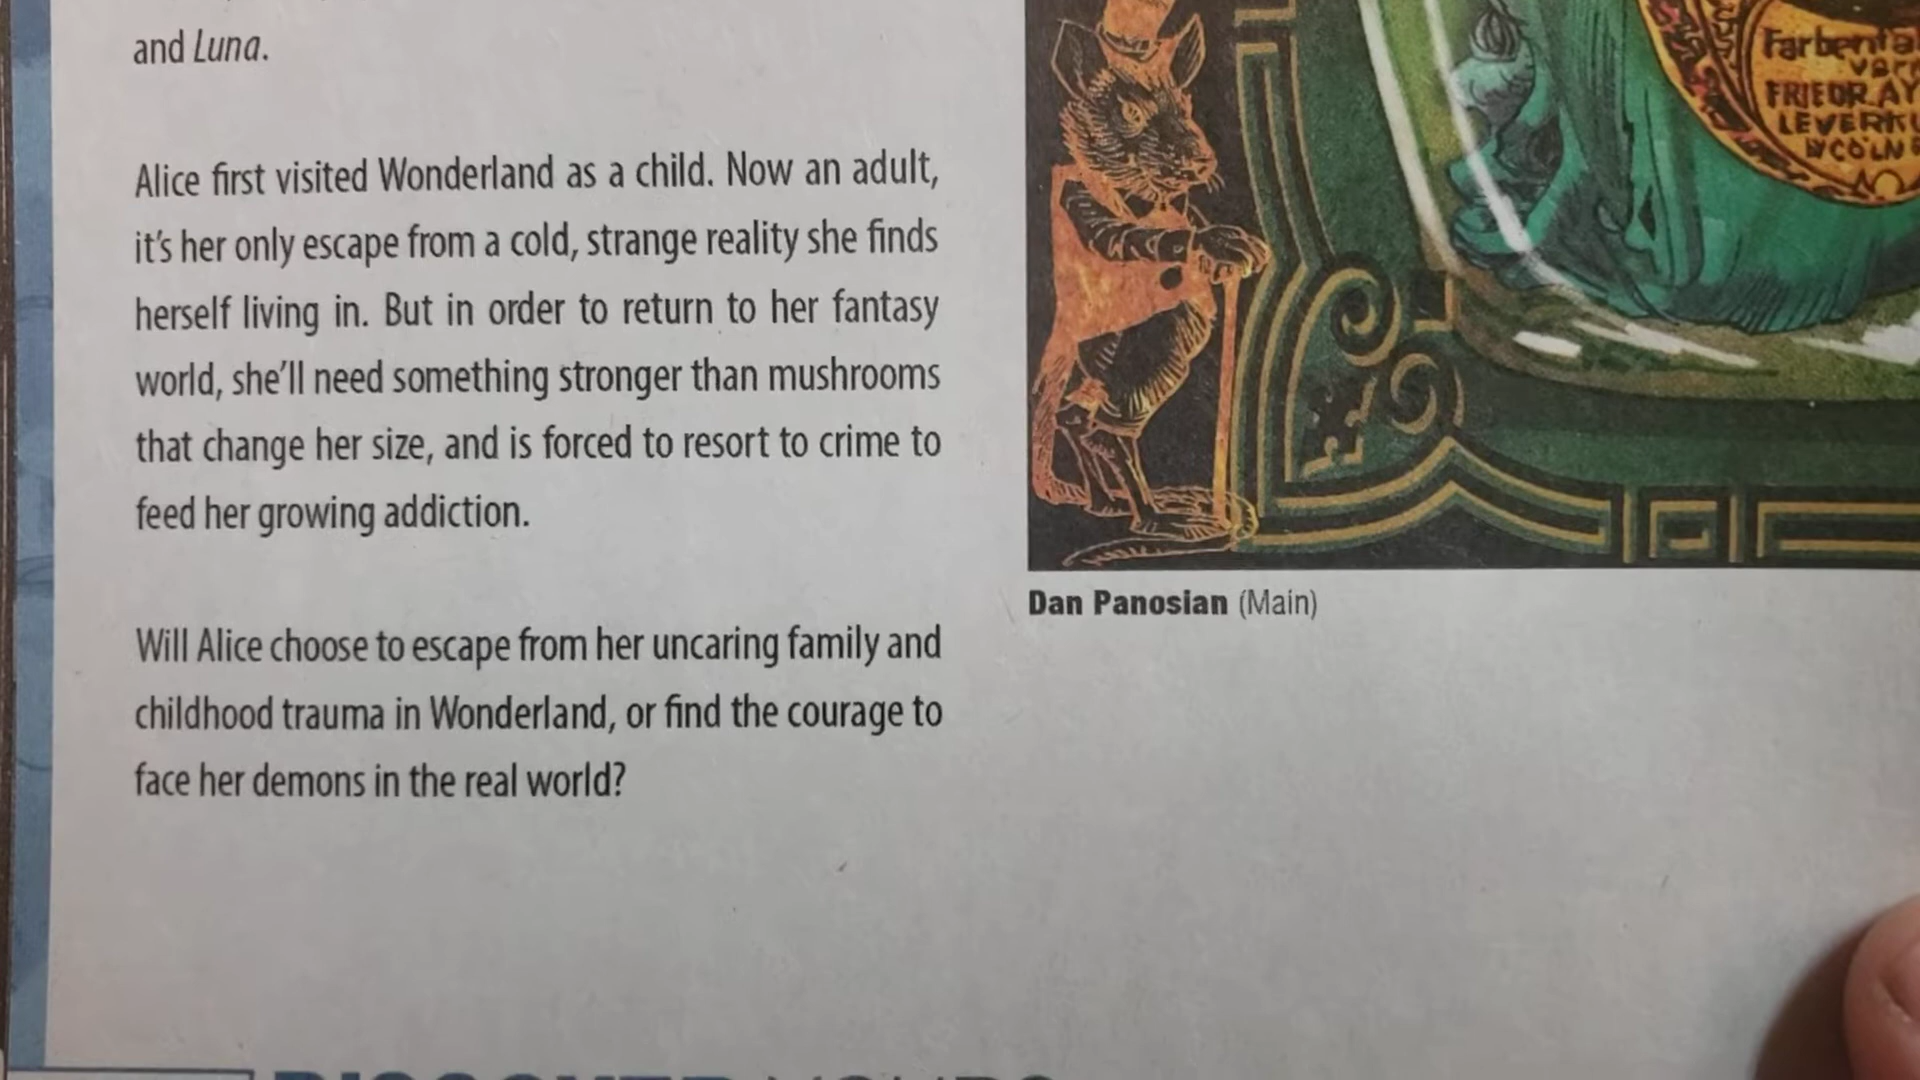 and Luna.
Alice first visited Wonderland as a child. Now an adult,
it's her only escape from a cold, strange reality she finds
herself living in. But in order to return to her fantasy
world, she'll need something stronger than mushrooms
that change her size, and is forced to resort to crime to
feed her growing addiction.
Will Alice choose to escape from her uncaring family and
childhood trauma in Wonderland, or find the courage to
face her demons in the real world?
FRIEDR
Dan Panosian (Main)